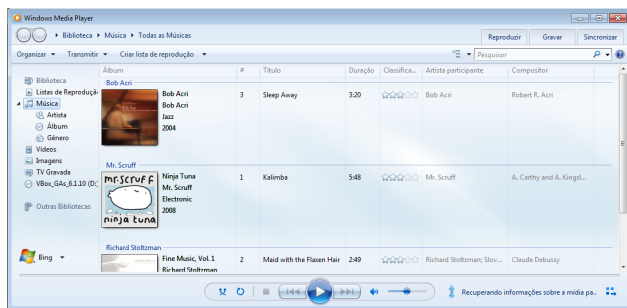 Windows Media Player
Biblioteca ▸ Música ▸ Todas as Músicas
Reproduzir Gravar Sincronizar
Organizar Transmitir Criar lista de reprodução Pesquisar
Álbum # Título Duração Classifica... Artista participante Compositor
Biblioteca
Listas de Reproduçã
Música
Artista
Álbum
Gênero
Vídeos
Imagens
TV Gravada
VBox_GAs_6.1.10 (D:)
Outras Bibliotecas
Bing
Bob Acri
Bob Acri 3 Sleep Away 3:20 Bob Acri Robert R. Acri
Bob Acri
Jazz
2004
Mr. Scruff
mr.scruff
ninja tuna
Ninja Tuna 1 Kalimba 5:48 Mr. Scruff A. Carthy and A. Kingsl...
Mr. Scruff
Electronic
2008
Richard Stoltzman
Fine Music, Vol. 1 2 Maid with the Flaxen Hair 2:49 Richard Stoltzman; Slov... Claude Debussy
Richard Stoltzman
Recuperando informações sobre a mídia pa..